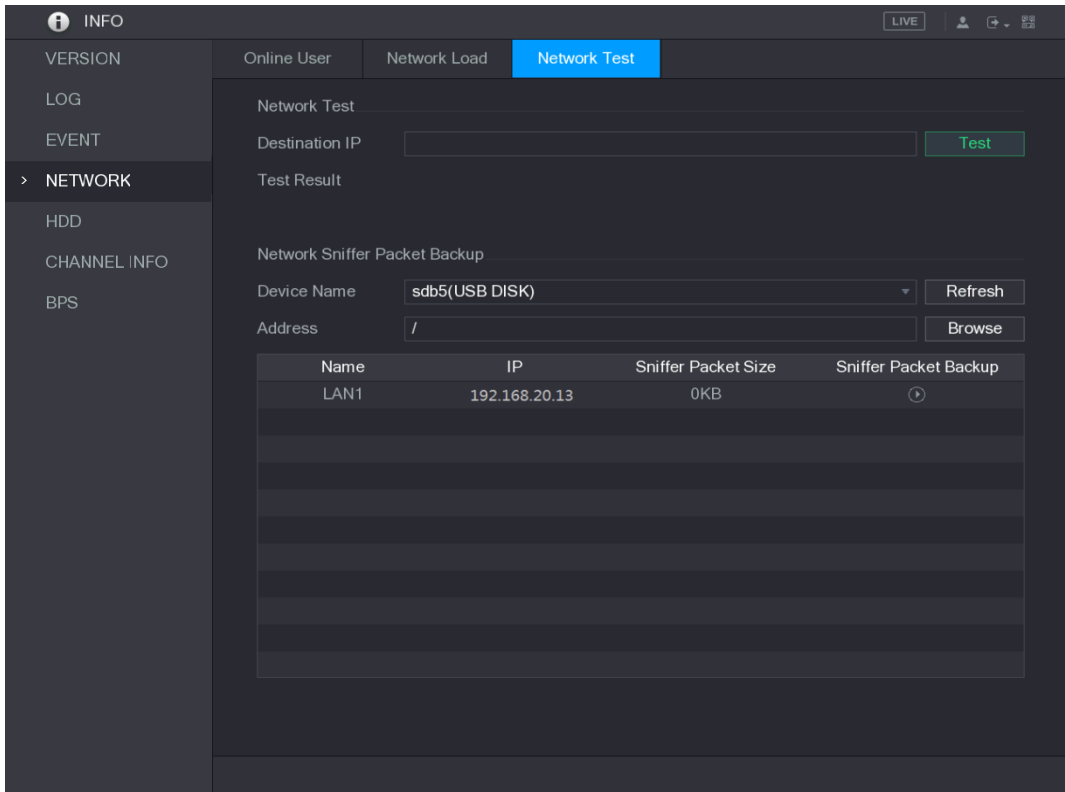 INFO
LIVE
VERSION
LOG
EVENT
> NETWORK
HDD
CHANNEL INFO
BPS
Online User Network Load Network Test
Network Test
Destination IP Test
Test Result
Network Sniffer Packet Backup
Device Name sdb5(USB DISK) Refresh
Address / Browse
Name IP Sniffer Packet Size Sniffer Packet Backup
LAN1 192.168.20.13 0KB